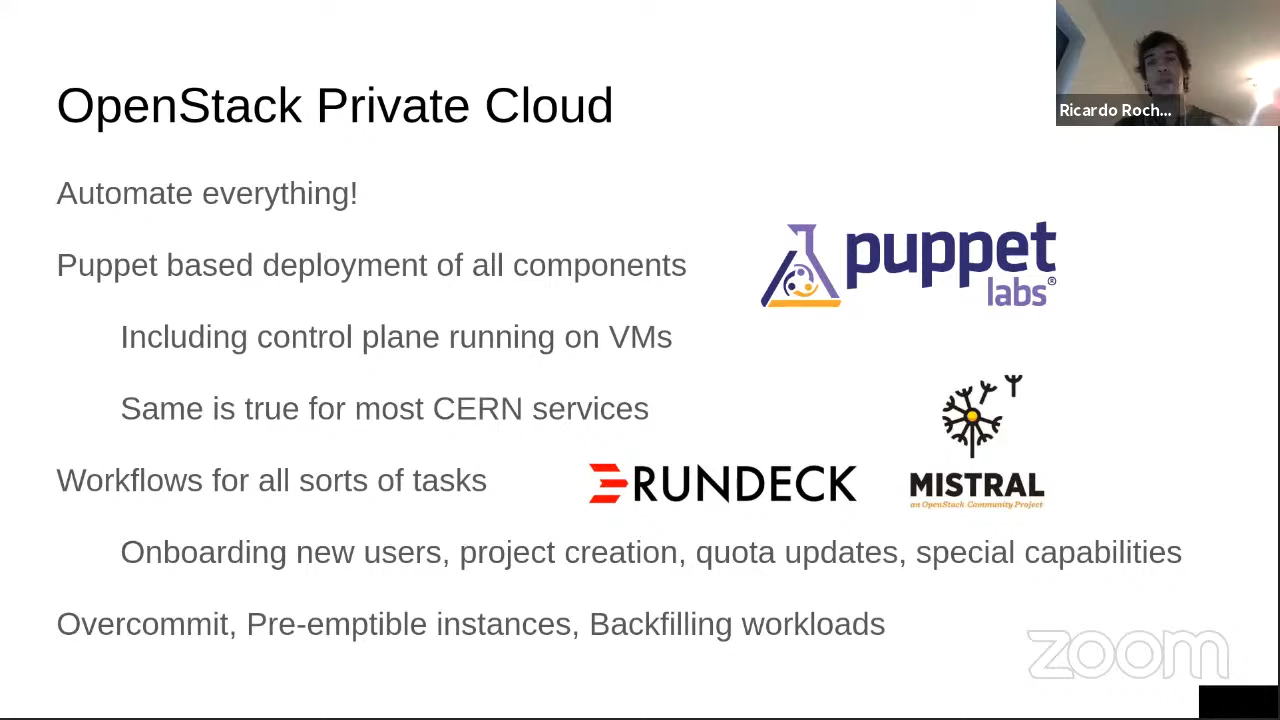 OpenStack Private Cloud
Ricardo Roch...
Automate everything!
Puppet based deployment of all components
puppet
labs®
Including control plane running on VMs
Same is true for most CERN services
Workflows for all sorts of tasks
RUNDECK
MISTRAL
an OpenStack Community Project
Onboarding new users, project creation, quota updates, special capabilities
Overcommit, Pre-emptible instances, Backfilling workloads
zoom